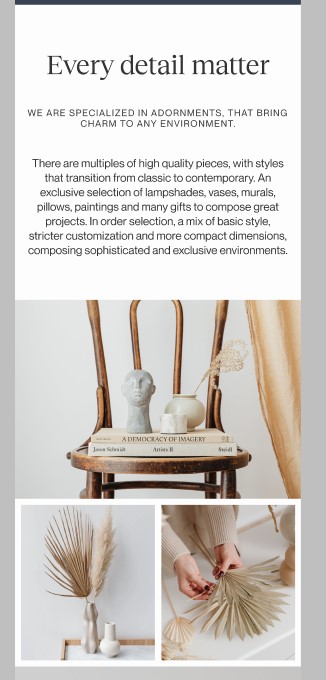 Every detail matter
WE ARE SPECIALIZED IN ADORNMENTS, THAT BRING
CHARM TO ANY ENVIRONMENT.
There are multiples of high quality pieces, with styles
that transition from classic to contemporary. An
exclusive selection of lampshades, vases, murals,
pillows, paintings and many gifts to compose great
projects. In order selection, a mix of basic style,
stricter customization and more compact dimensions,
composing sophisticated and exclusive environments.
A DEMOCRACY OF IMAGERY
Jason Schmidt Artists II Steidl